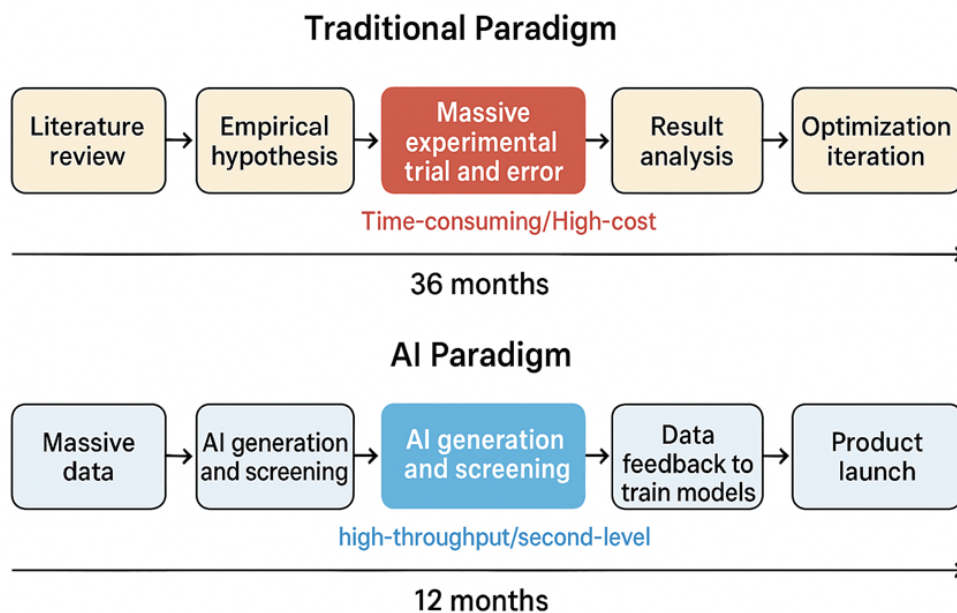 Traditional Paradigm
Literature
review
Empirical
hypothesis
Massive
experimental
trial and error
Result
analysis
Optimization
iteration
Time-consuming/High-cost
36 months
AI Paradigm
Massive
data
AI generation
and screening
AI generation
and screening
Data
feedback to
train models
Product
launch
high-throughput/second-level
12 months